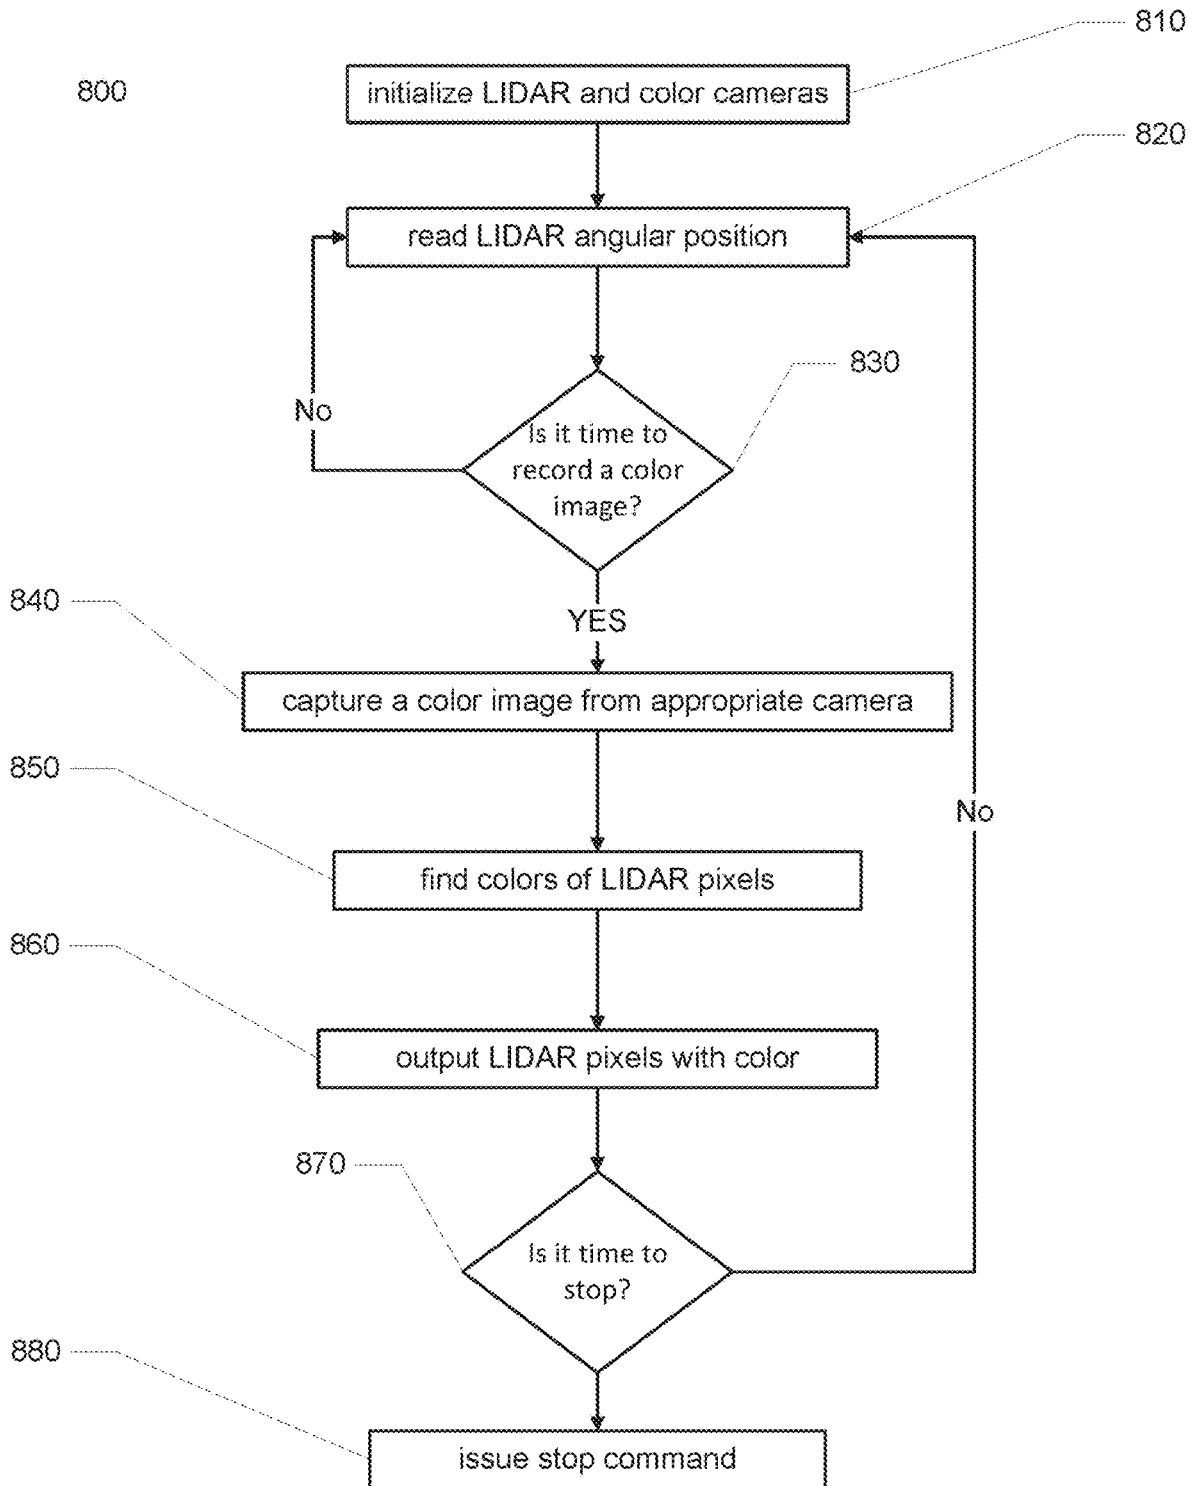 810
800
initialize LIDAR and color cameras
820
read LIDAR angular position
830
No
Is it time to
record a color
image?
840
YES
capture a color image from appropriate camera
850
No
find colors of LIDAR pixels
860
output LIDAR pixels with color
870
Is it time to
stop?
880
issue stop command